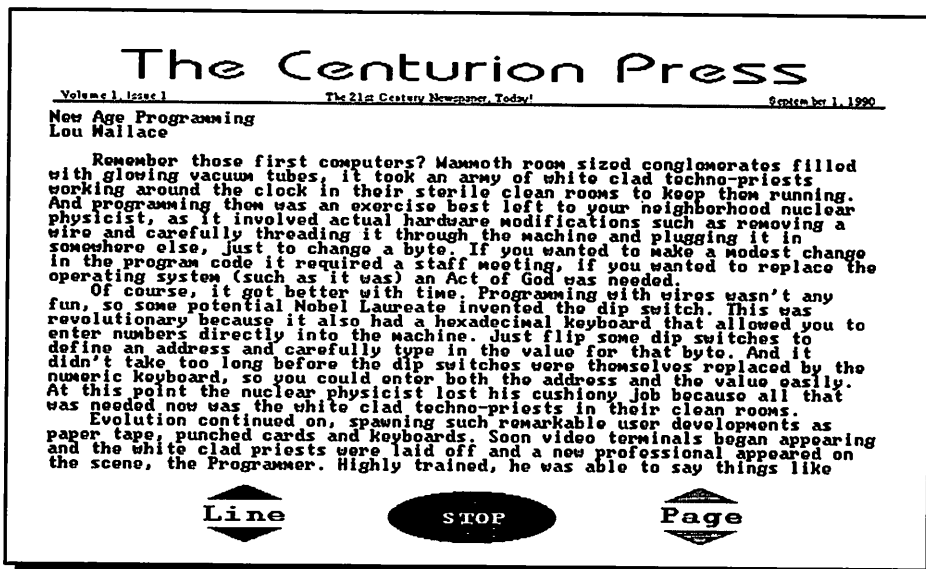 The Centurion Press
Volume 1, Issue 1 The 21st Century Newspaper, Today! September 1, 1990
New Age Programming
Lou Wallace
Remember those first computers? Mammoth room sized conglomerates filled
with glowing vacuum tubes, it took an army of white clad techno-priests
working around the clock in their sterile clean rooms to keep them running.
And programming them was an exercise best left to your neighborhood nuclear
physicist, as it involved actual hardware modifications such as removing a
wire and carefully threading it through the machine and plugging it in
somewhere else, just to change a byte. If you wanted to make a modest change
in the program code it required a staff meeting, if you wanted to replace the
operating system (such as it was) an Act of God was needed.
Of course, it got better with time. Programming with wires wasn't any
fun, so some potential Nobel Laureate invented the dip switch. This was
revolutionary because it also had a hexadecimal keyboard that allowed you to
enter numbers directly into the machine. Just flip some dip switches to
define an address and carefully type in the value for that byte. And it
didn't take too long before the dip switches were themselves replaced by the
numeric keyboard, so you could enter both the address and the value easily.
At this point the nuclear physicist lost his cushiony job because all that
was needed now was the white clad techno-priests in their clean rooms.
Evolution continued on, spawning such remarkable user developments as
paper tape, punched cards and keyboards. Soon video terminals began appearing
and the white clad priests were laid off and a new professional appeared on
the scene, the Programmer. Highly trained, he was able to say things like
Line STOP Page